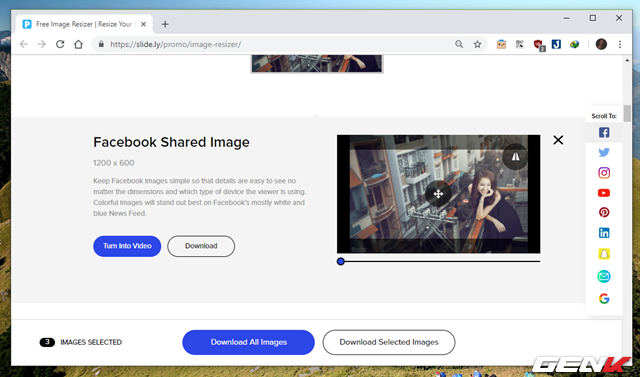 Free Image Resizer | Resize Your
https://slide.ly/promo/image-resizer/
2
Scroll To:
Facebook Shared Image
1200 x 600
Keep Facebook images simple so that details are easy to see no
matter the dimensions and which type of device the viewer is using.
Colorful images will stand out best on Facebook's mostly white and
blue News Feed.
Turn Into Video
Download
3 IMAGES SELECTED
Download All Images
Download Selected Images
GENK